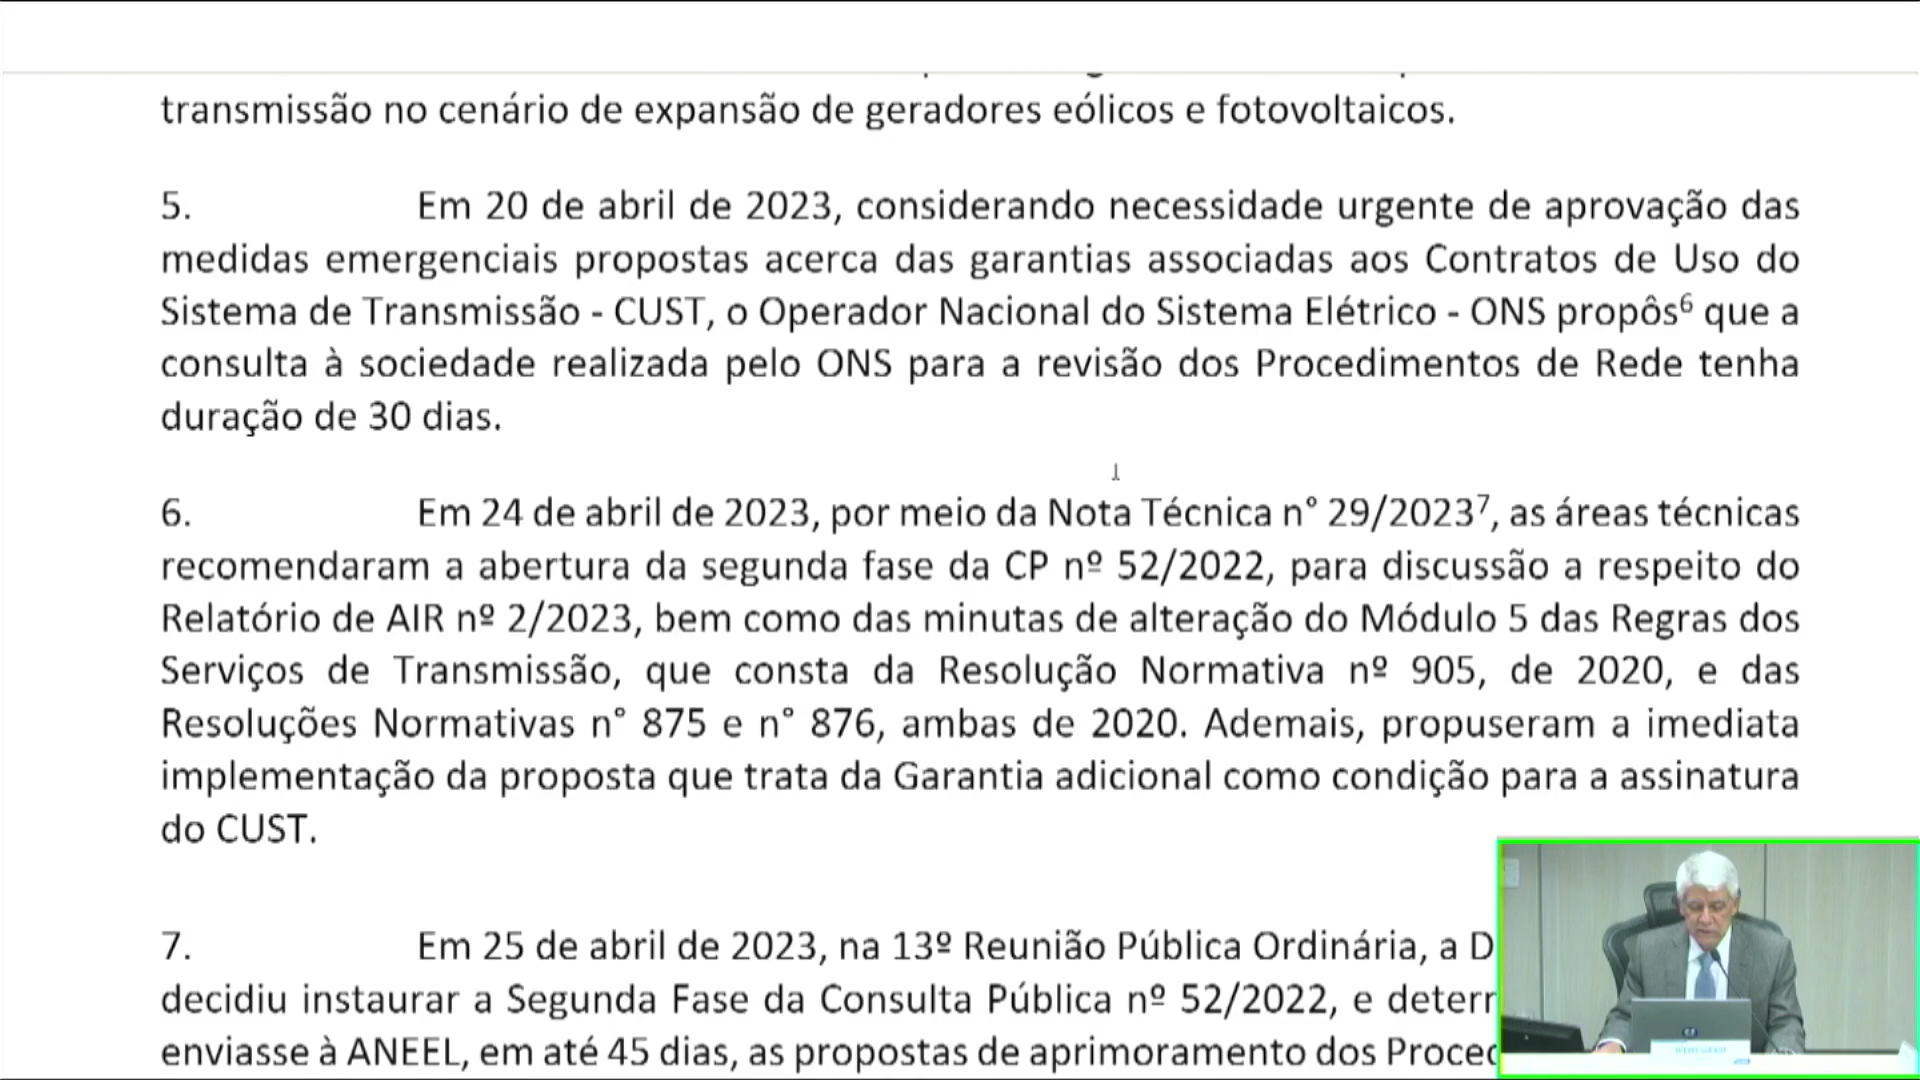 transmissão no cenário de expansão de geradores eólicos e fotovoltaicos.
5. Em 20 de abril de 2023, considerando necessidade urgente de aprovação das
medidas emergenciais propostas acerca das garantias associadas aos Contratos de Uso do
Sistema de Transmissão - CUST, o Operador Nacional do Sistema Elétrico - ONS propôs⁶ que a
consulta à sociedade realizada pelo ONS para a revisão dos Procedimentos de Rede tenha
duração de 30 dias.
6. Em 24 de abril de 2023, por meio da Nota Técnica n° 29/2023⁷, as áreas técnicas
recomendaram a abertura da segunda fase da CP nº 52/2022, para discussão a respeito do
Relatório de AIR nº 2/2023, bem como das minutas de alteração do Módulo 5 das Regras dos
Serviços de Transmissão, que consta da Resolução Normativa nº 905, de 2020, e das
Resoluções Normativas n° 875 e n° 876, ambas de 2020. Ademais, propuseram a imediata
implementação da proposta que trata da Garantia adicional como condição para a assinatura
do CUST.
7. Em 25 de abril de 2023, na 13º Reunião Pública Ordinária, a D
decidiu instaurar a Segunda Fase da Consulta Pública nº 52/2022, e deter
enviasse à ANEEL, em até 45 dias, as propostas de aprimoramento dos Proce